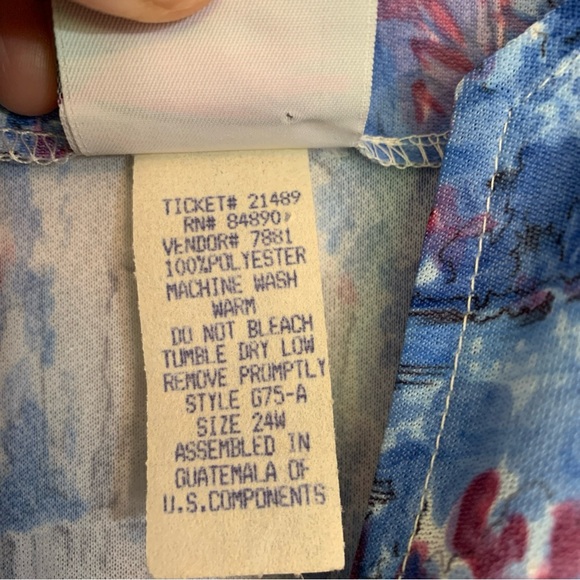 TICKET# 21489
RN# 84890
VENDOR# 7881
100%POLYESTER
MACHINE WASH
WARM
DO NOT BLEACH
TUMBLE DRY LOW
REMOVE PROMPTLY
STYLE G75-A
SIZE 24W
ASSEMBLED IN
GUATEMALA OF
U.S.COMPONENTS